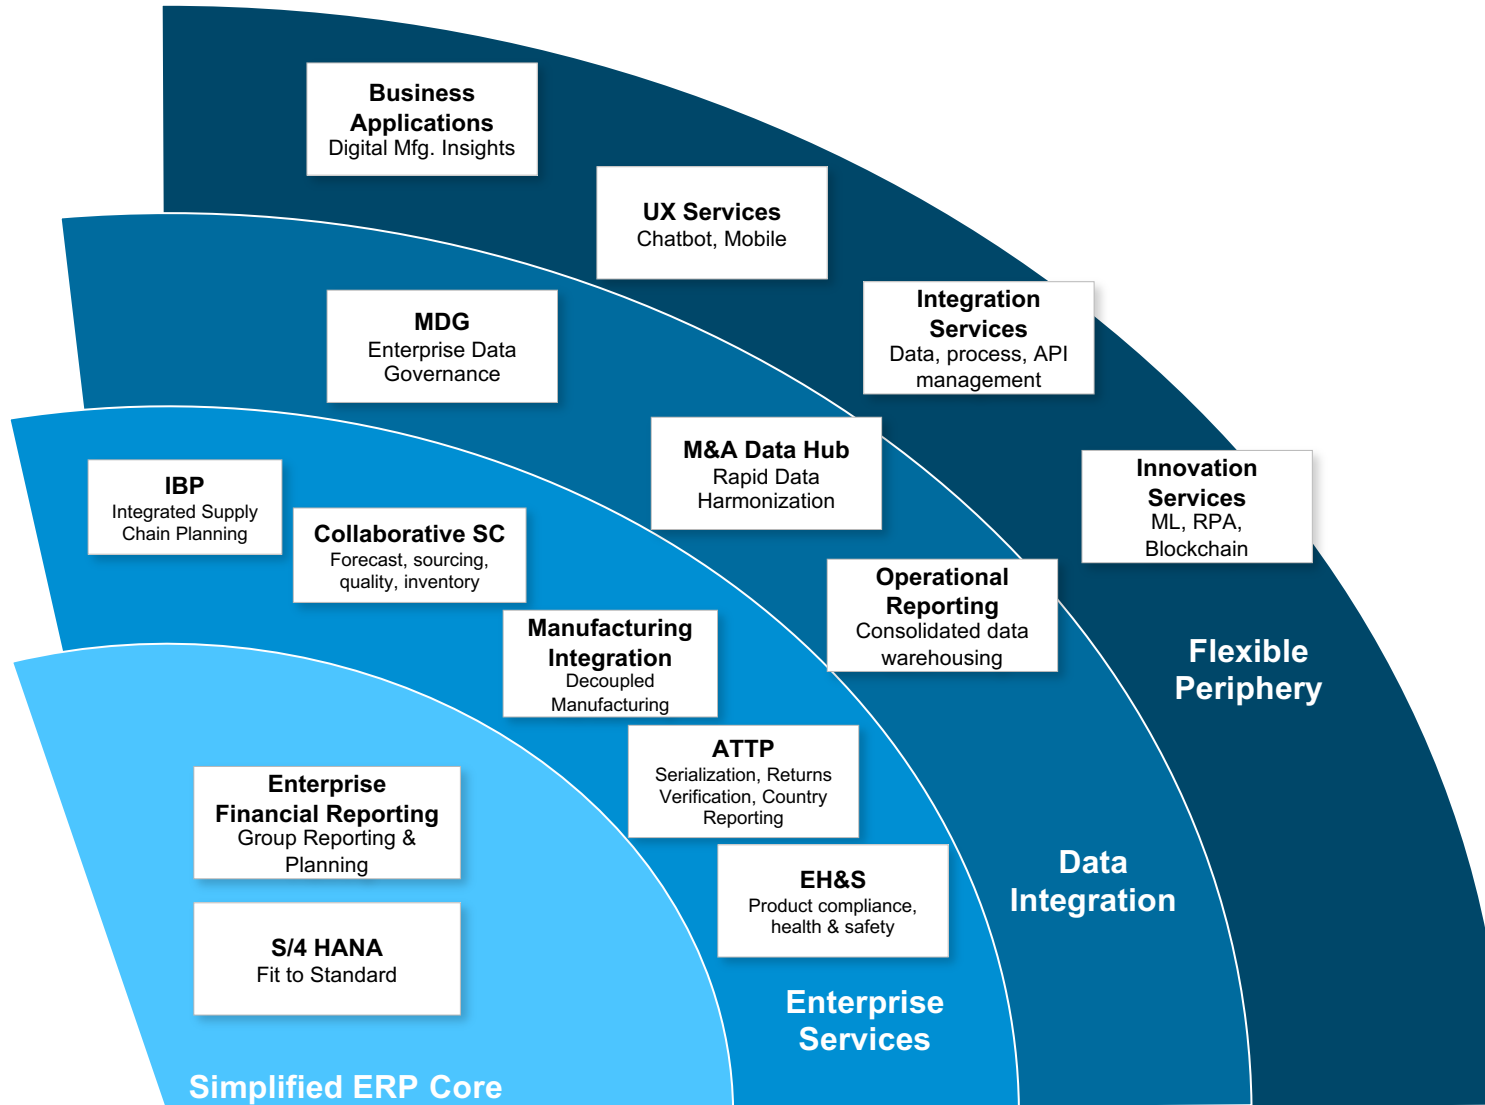 Business
Applications
Digital Mfg. Insights
UX Services
Chatbot, Mobile
Integration
Services
Data, process, API
management
Innovation
Services
ML, RPA,
Blockchain
Flexible
Periphery
MDG
Enterprise Data
Governance
M&A Data Hub
Rapid Data
Harmonization
Operational
Reporting
Consolidated data
warehousing
Data
Integration
IBP
Integrated Supply
Chain Planning
Collaborative SC
Forecast, sourcing,
quality, inventory
Manufacturing
Integration
Decoupled
Manufacturing
ATTP
Serialization, Returns
Verification, Country
Reporting
EH&S
Product compliance,
health & safety
Enterprise
Services
Enterprise
Financial Reporting
Group Reporting &
Planning
S/4 HANA
Fit to Standard
Simplified ERP Core